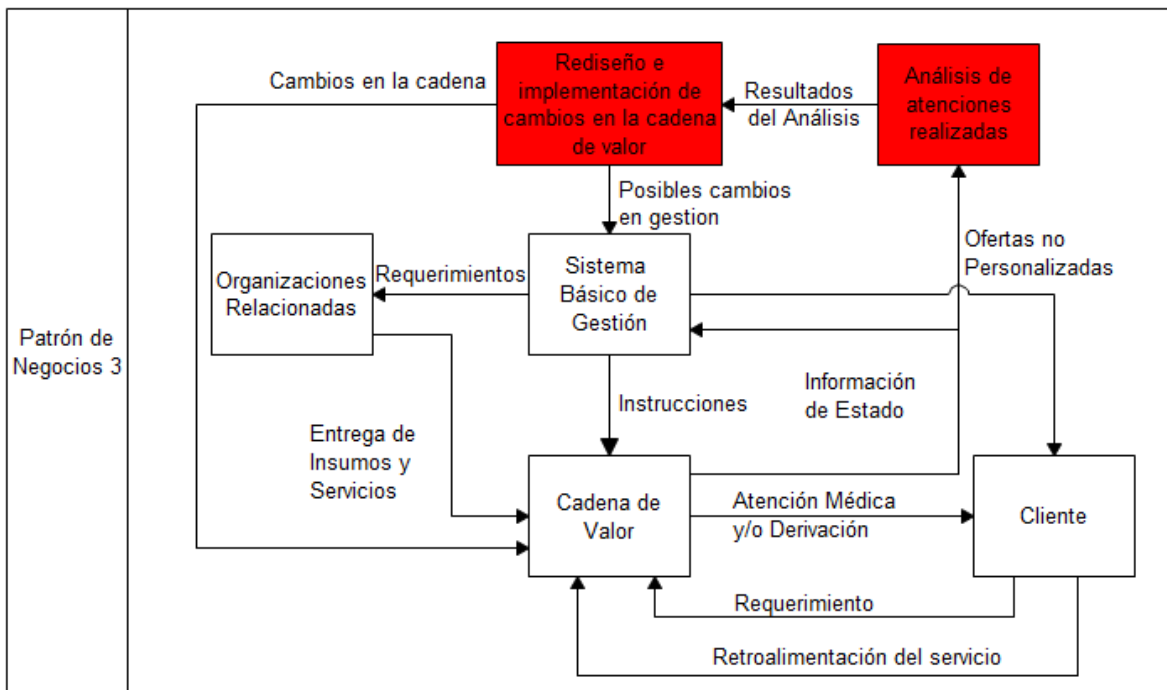 Patrón de
Negocios 3
Cambios en la cadena
Rediseño e
implementación de
cambios en la cadena
de valor
Resultados
del Análisis
Análisis de
atenciones
realizadas
Posibles cambios
en gestion
Organizaciones
Relacionadas
Requerimientos
Sistema
Básico de
Gestión
Ofertas no
Personalizadas
Información
de Estado
Instrucciones
Entrega de
Insumos y
Servicios
Cadena de
Valor
Atención Médica
y/o Derivación
Cliente
Requerimiento
Retroalimentación del servicio